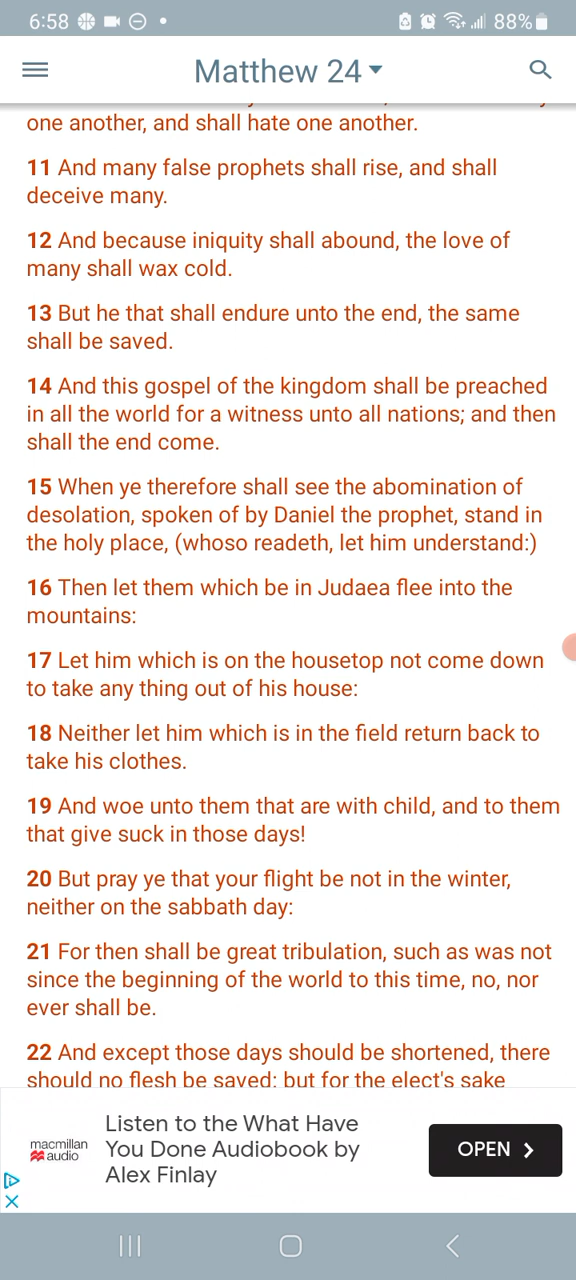 6:58
88%
Matthew 24
one another, and shall hate one another.
11 And many false prophets shall rise, and shall
deceive many.
12 And because iniquity shall abound, the love of
many shall wax cold.
13 But he that shall endure unto the end, the same
shall be saved.
14 And this gospel of the kingdom shall be preached
in all the world for a witness unto all nations; and then
shall the end come.
15 When ye therefore shall see the abomination of
desolation, spoken of by Daniel the prophet, stand in
the holy place, (whoso readeth, let him understand:)
16 Then let them which be in Judaea flee into the
mountains:
17 Let him which is on the housetop not come down
to take any thing out of his house:
18 Neither let him which is in the field return back to
take his clothes.
19 And woe unto them that are with child, and to them
that give suck in those days!
20 But pray ye that your flight be not in the winter,
neither on the sabbath day:
21 For then shall be great tribulation, such as was not
since the beginning of the world to this time, no, nor
ever shall be.
22 And except those days should be shortened, there
should no flesh be saved: but for the elect's sake
macmillan
audio
Listen to the What Have
You Done Audiobook by
Alex Finlay
OPEN